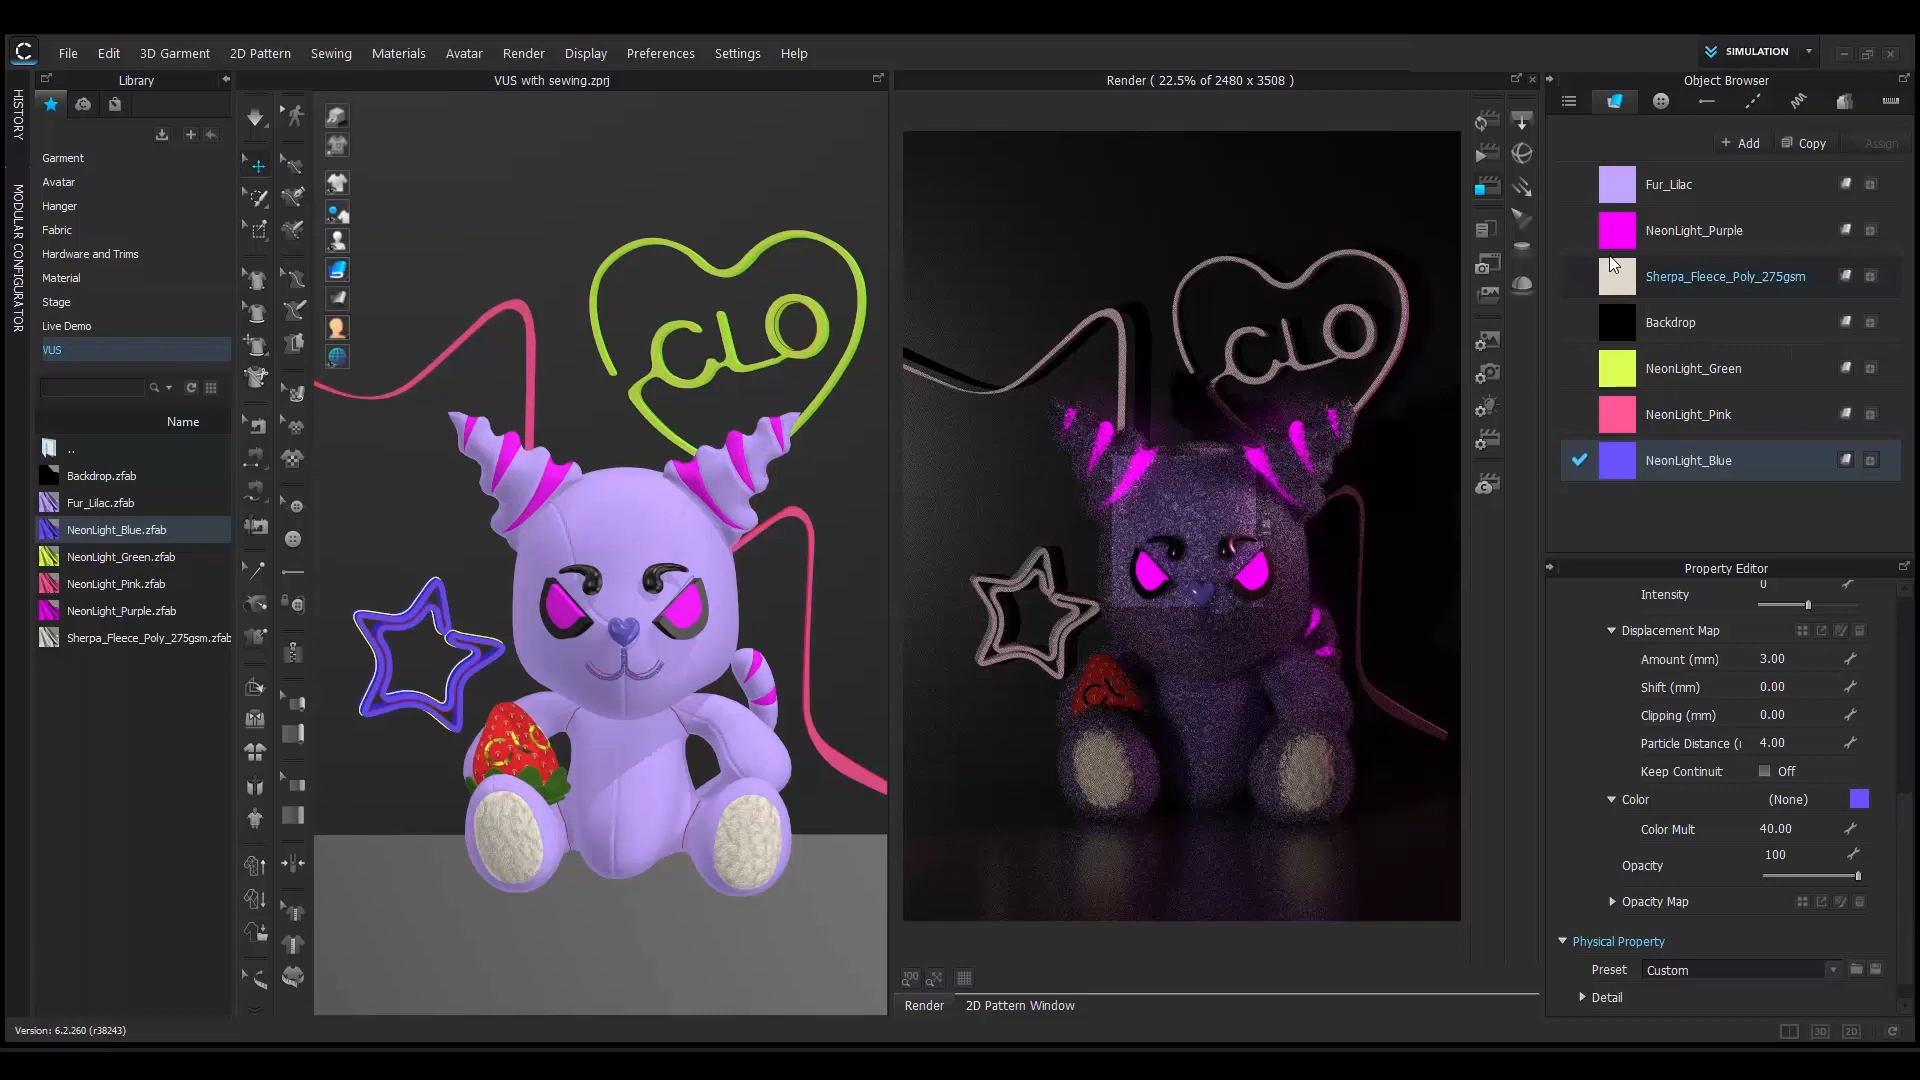 File Edit 3D Garment 2D Pattern Sewing Materials Avatar Render Display Preferences Settings Help
SIMULATION
Library
VUS with sewing.zprj
Render ( 22.5% of 2480 x 3508 )
Object Browser
HISTORY
MODULAR CONFIGURATOR
Garment
Avatar
Hanger
Fabric
Hardware and Trims
Material
Stage
Live Demo
VUS
Name
..
Backdrop.zfab
Fur_Lilac.zfab
NeonLight_Blue.zfab
NeonLight_Green.zfab
NeonLight_Pink.zfab
NeonLight_Purple.zfab
Sherpa_Fleece_Poly_275gsm.zfab
CLO
CLO
+ Add
Copy
Assign
Fur_Lilac
NeonLight_Purple
Sherpa_Fleece_Poly_275gsm
Backdrop
NeonLight_Green
NeonLight_Pink
NeonLight_Blue
Property Editor
Intensity 0
Displacement Map
Amount (mm) 3.00
Shift (mm) 0.00
Clipping (mm) 0.00
Particle Distance (r 4.00
Keep Continuit Off
Color (None)
Color Mult 40.00
Opacity 100
Opacity Map
Physical Property
Preset Custom
Detail
100
Render 2D Pattern Window
Version: 6.2.260 (r38243)
3D 2D